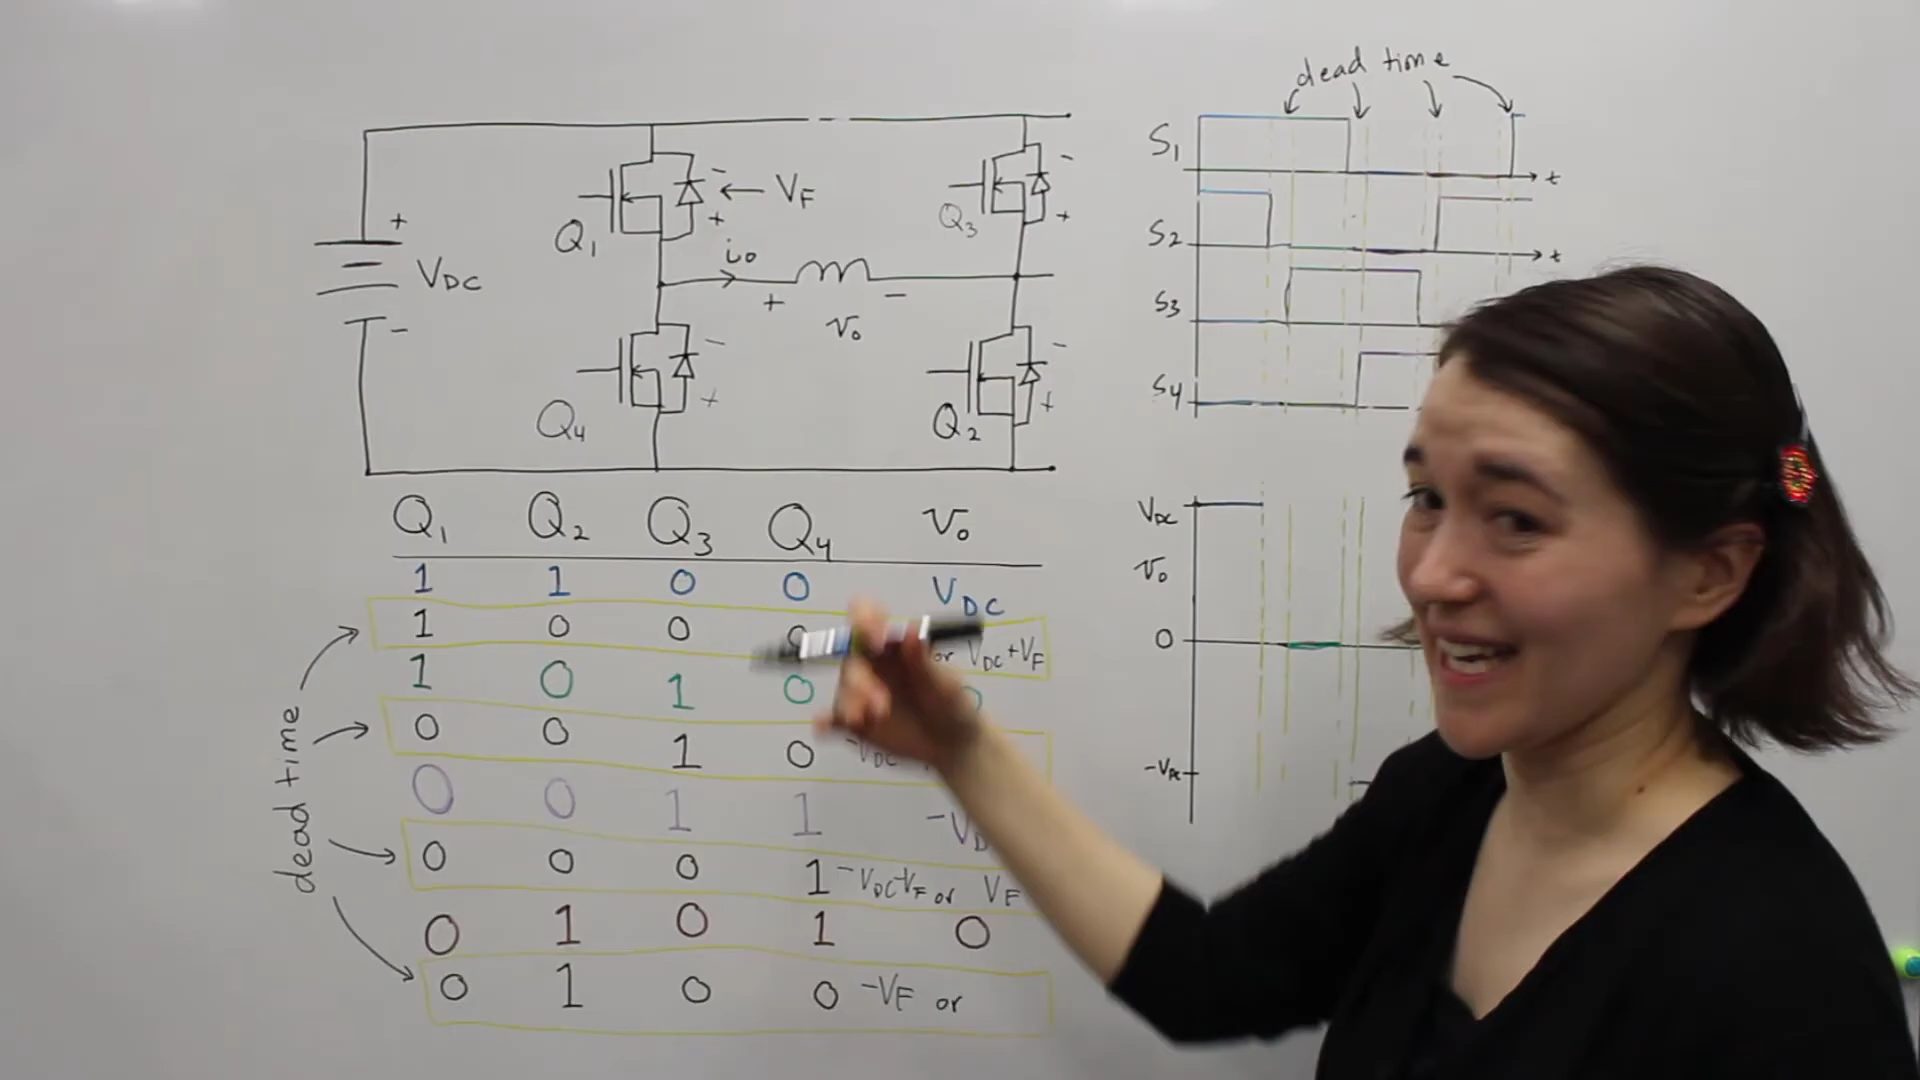 dead time
S1
t
S2
t
S3
S4
+
VDC
-
Q1
-
+
VF
Q3
-
+
io
+
-
vo
Q4
-
+
Q2
-
+
Q1 Q2 Q3 Q4 vo
1 1 0 0 VDC
1 0 0 or VDC+VF
1 0 1 0
0 0 1 0
0 0 1 1
0 0 0 1 -VDC-VF or VF
0 1 0 1 0
0 1 0 0 -VF or
dead time
VDC
vo
0
-VDC